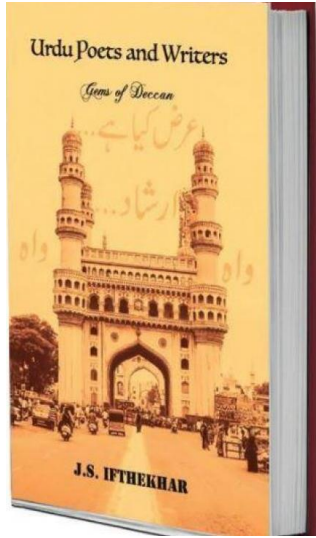 Urdu Poets and Writers
Gems of Deccan
عرض کیا ہے...
ارشاد...
واہ
واہ
J.S. IFTHEKHAR